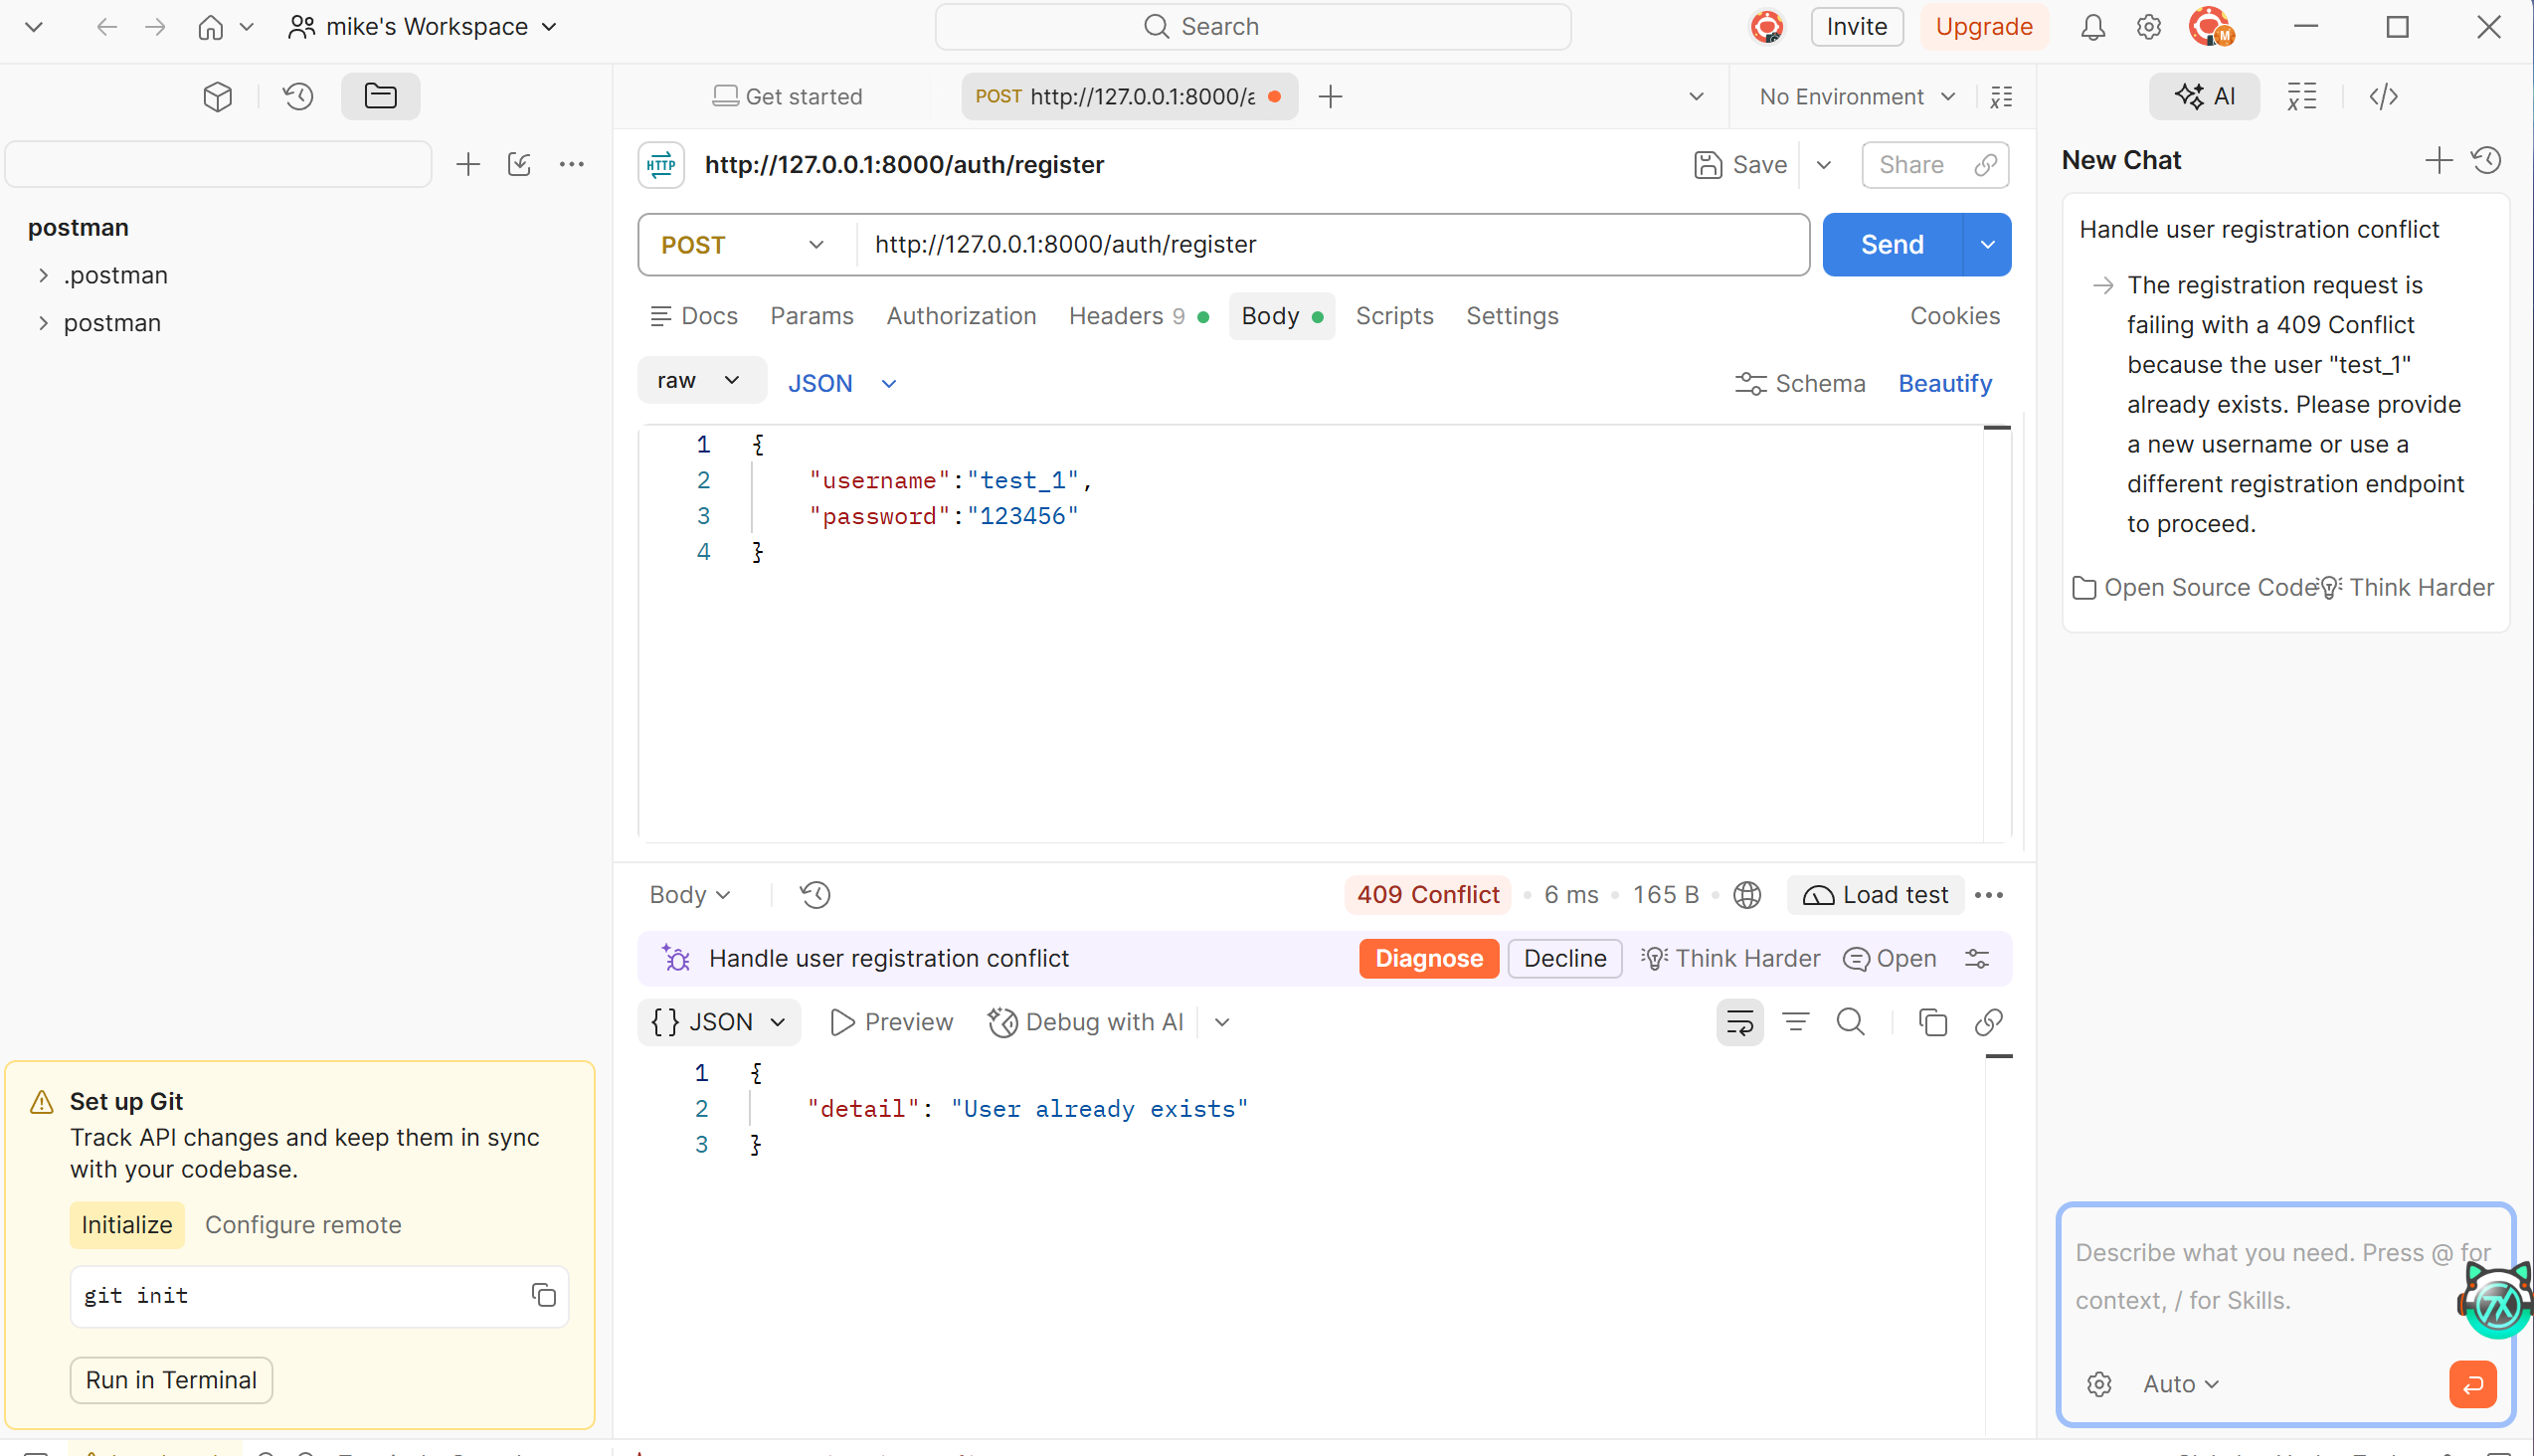 mike's Workspace
Search
Invite
Upgrade
M
Get started
POST http://127.0.0.1:8000/a
No Environment
AI
http://127.0.0.1:8000/auth/register
Save
Share
New Chat
HTTP
POST
http://127.0.0.1:8000/auth/register
Send
postman
.postman
postman
Docs
Params
Authorization
Headers 9
Body
Scripts
Settings
Cookies
raw
JSON
Schema
Beautify
1 {
2 "username":"test_1",
3 "password":"123456"
4 }
Handle user registration conflict
The registration request is
failing with a 409 Conflict
because the user "test_1"
already exists. Please provide
a new username or use a
different registration endpoint
to proceed.
Open Source Code
Think Harder
Body
409 Conflict
6 ms
165 B
Load test
Handle user registration conflict
Diagnose
Decline
Think Harder
Open
{} JSON
Preview
Debug with AI
1 {
2 "detail": "User already exists"
3 }
Set up Git
Track API changes and keep them in sync
with your codebase.
Initialize
Configure remote
git init
Run in Terminal
Describe what you need. Press @ for
context, / for Skills.
Auto